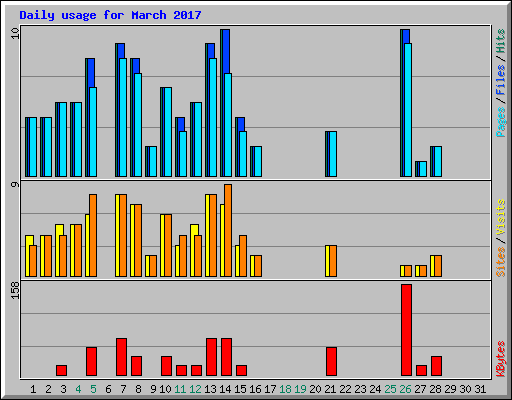 Daily usage for March 2017
10
Pages / Files / Hits
9
Sites / Visits
158
KBytes
1 2 3 4 5 6 7 8 9 10 11 12 13 14 15 16 17 18 19 20 21 22 23 24 25 26 27 28 29 30 31